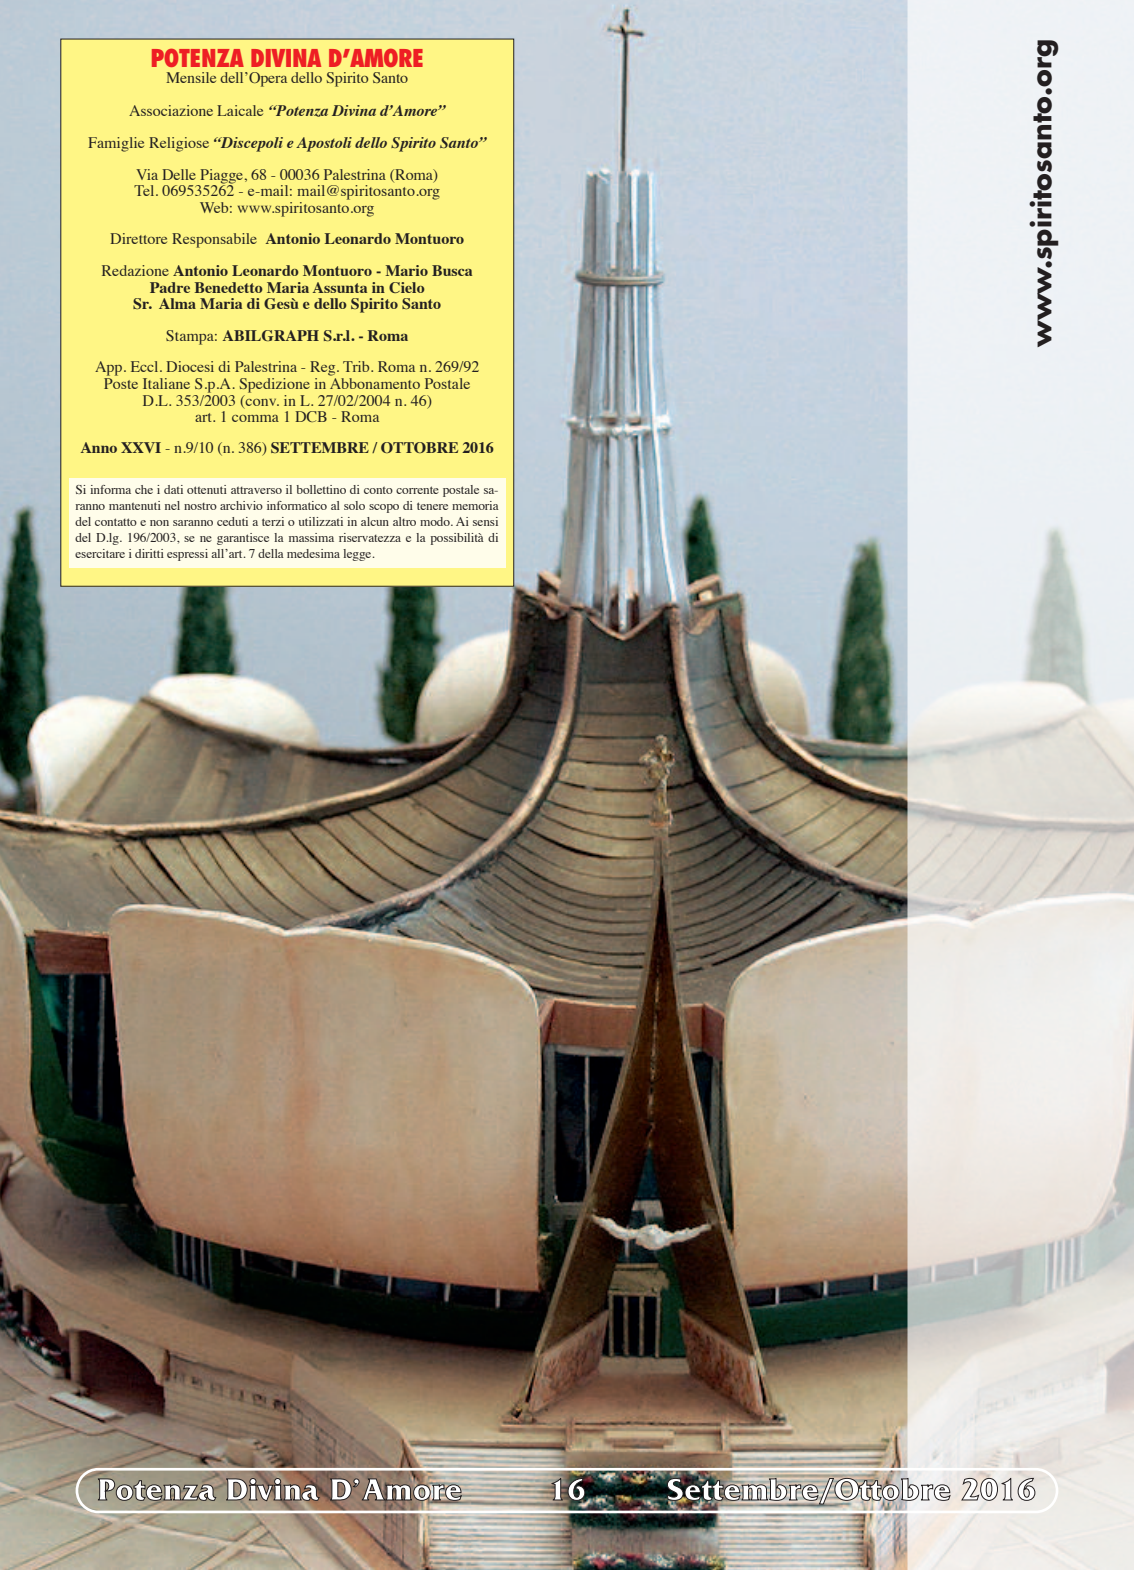 POTENZA DIVINA D'AMORE
Mensile dell'Opera dello Spirito Santo
Associazione Laicale “Potenza Divina d'Amore”
Famiglie Religiose “Discepoli e Apostoli dello Spirito Santo”
Via Delle Piagge, 68 - 00036 Palestrina (Roma)
Tel. 069535262 - e-mail: mail@spiritosanto.org
Web: www.spiritosanto.org
Direttore Responsabile Antonio Leonardo Montuoro
Redazione Antonio Leonardo Montuoro - Mario Busca
Padre Benedetto Maria Assunta in Cielo
Sr. Alma Maria di Gesù e dello Spirito Santo
Stampa: ABILGRAPH S.r.l. - Roma
App. Eccl. Diocesi di Palestrina - Reg. Trib. Roma n. 269/92
Poste Italiane S.p.A. Spedizione in Abbonamento Postale
D.L. 353/2003 (conv. in L. 27/02/2004 n. 46)
art. 1 comma 1 DCB - Roma
Anno XXVI - n.9/10 (n. 386) SETTEMBRE / OTTOBRE 2016
Si informa che i dati ottenuti attraverso il bollettino di conto corrente postale sa-
ranno mantenuti nel nostro archivio informatico al solo scopo di tenere memoria
del contatto e non saranno ceduti a terzi o utilizzati in alcun altro modo. Ai sensi
del D.lg. 196/2003, se ne garantisce la massima riservatezza e la possibilità di
esercitare i diritti espressi all'art. 7 della medesima legge.
www.spiritosanto.org
Potenza Divina D'Amore 16 Settembre/Ottobre 2016